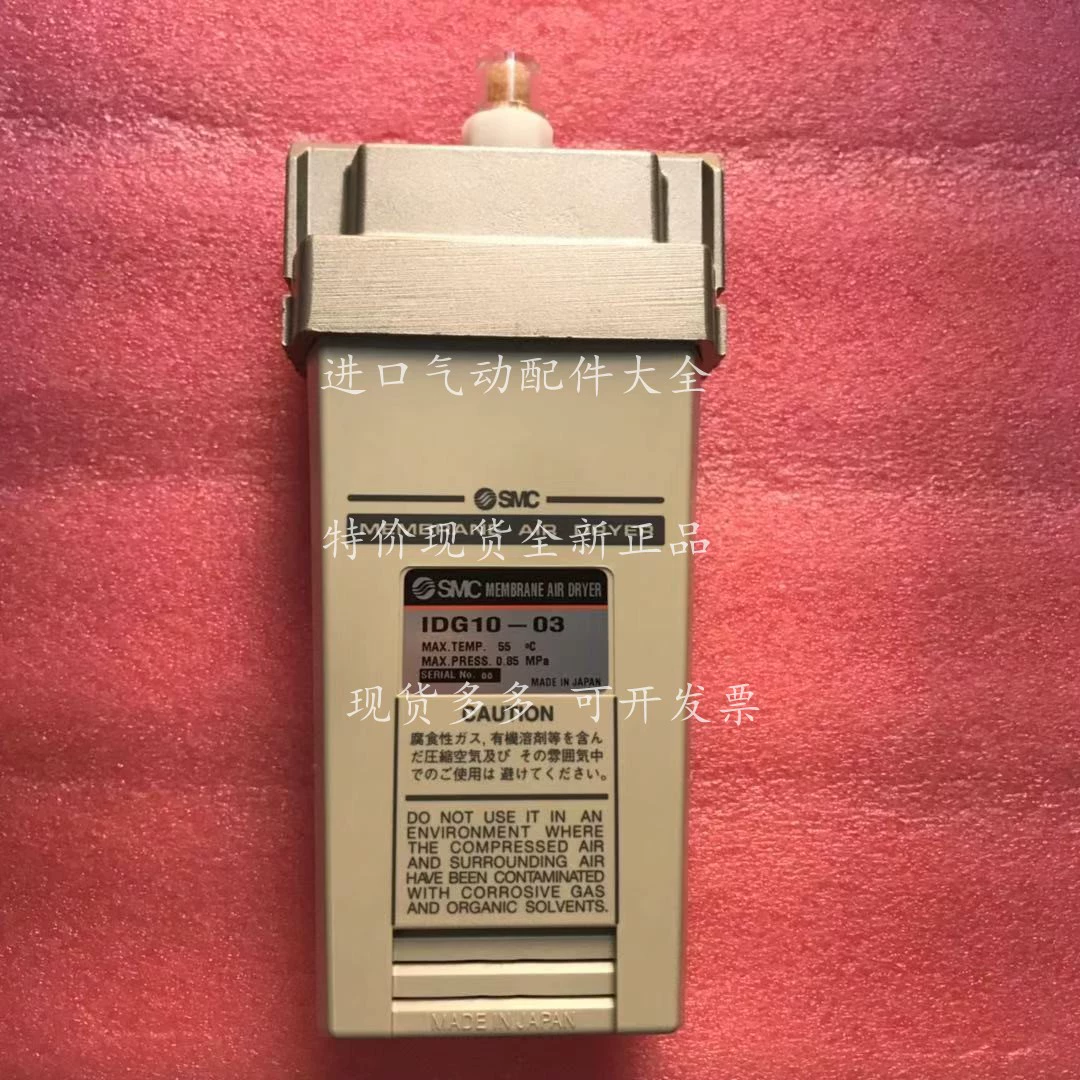 进口气动配件大全
SMC
MEMBRANE AIR DRYER
特价现货全新正品
SMC MEMBRANE AIR DRYER
IDG10-03
MAX.TEMP. 55 °C
MAX.PRESS. 0.85 MPa
SERIAL No. OO
MADE IN JAPAN
现货多多 可开发票
CAUTION
腐食性ガス,有機溶剤等を含ん
だ圧縮空気及び その雰囲気中
でのご使用は 避けてください。
DO NOT USE IT IN AN
ENVIRONMENT WHERE
THE COMPRESSED AIR
AND SURROUNDING AIR
HAVE BEEN CONTAMINATED
WITH CORROSIVE GAS
AND ORGANIC SOLVENTS.
MADE IN JAPAN